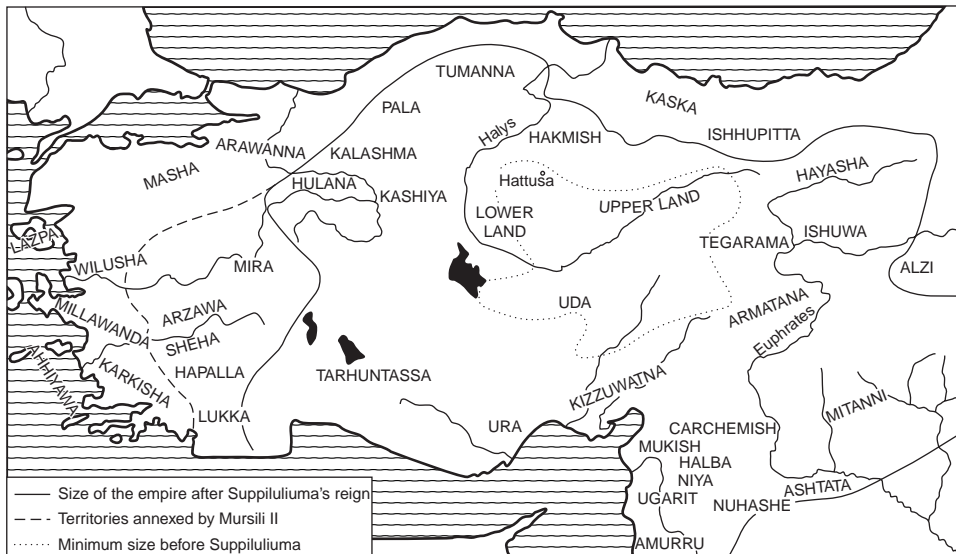 TUMANNA
KASKA
PALA
Halys
HAKMISH
ISHHUPITTA
ARAWANNA
KALASHMA
MASHA
HAYASHA
HULANA
Hattusa
KASHIYA
UPPER LAND
LOWER
LAND
LAZPA
TEGARAMA
ISHUWA
WILUSHA
MIRA
ALZI
UDA
ARMATANA
MILLAWANDA
ARZAWA
Euphrates
SHEHA
AHHIYAWA
KARKISHA
HAPALLA
TARHUNTASSA
KIZZUWATNA
MITANNI
LUKKA
URA
CARCHEMISH
MUKISH
HALBA
NIYA
ASHTATA
UGARIT
NUHASHE
AMURRU
Size of the empire after Suppiluliuma's reign
Territories annexed by Mursili II
Minimum size before Suppiluliuma